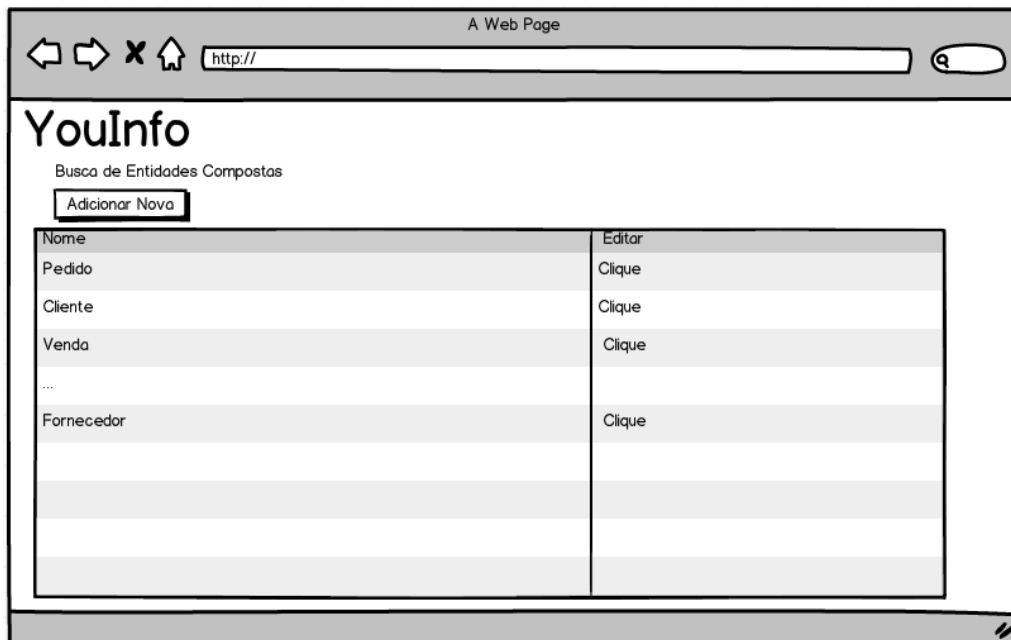 A Web Page
http://
YouInfo
Busca de Entidades Compostas
Adicionar Nova
Nome Editar
Pedido Clique
Cliente Clique
Venda Clique
...
Fornecedor Clique